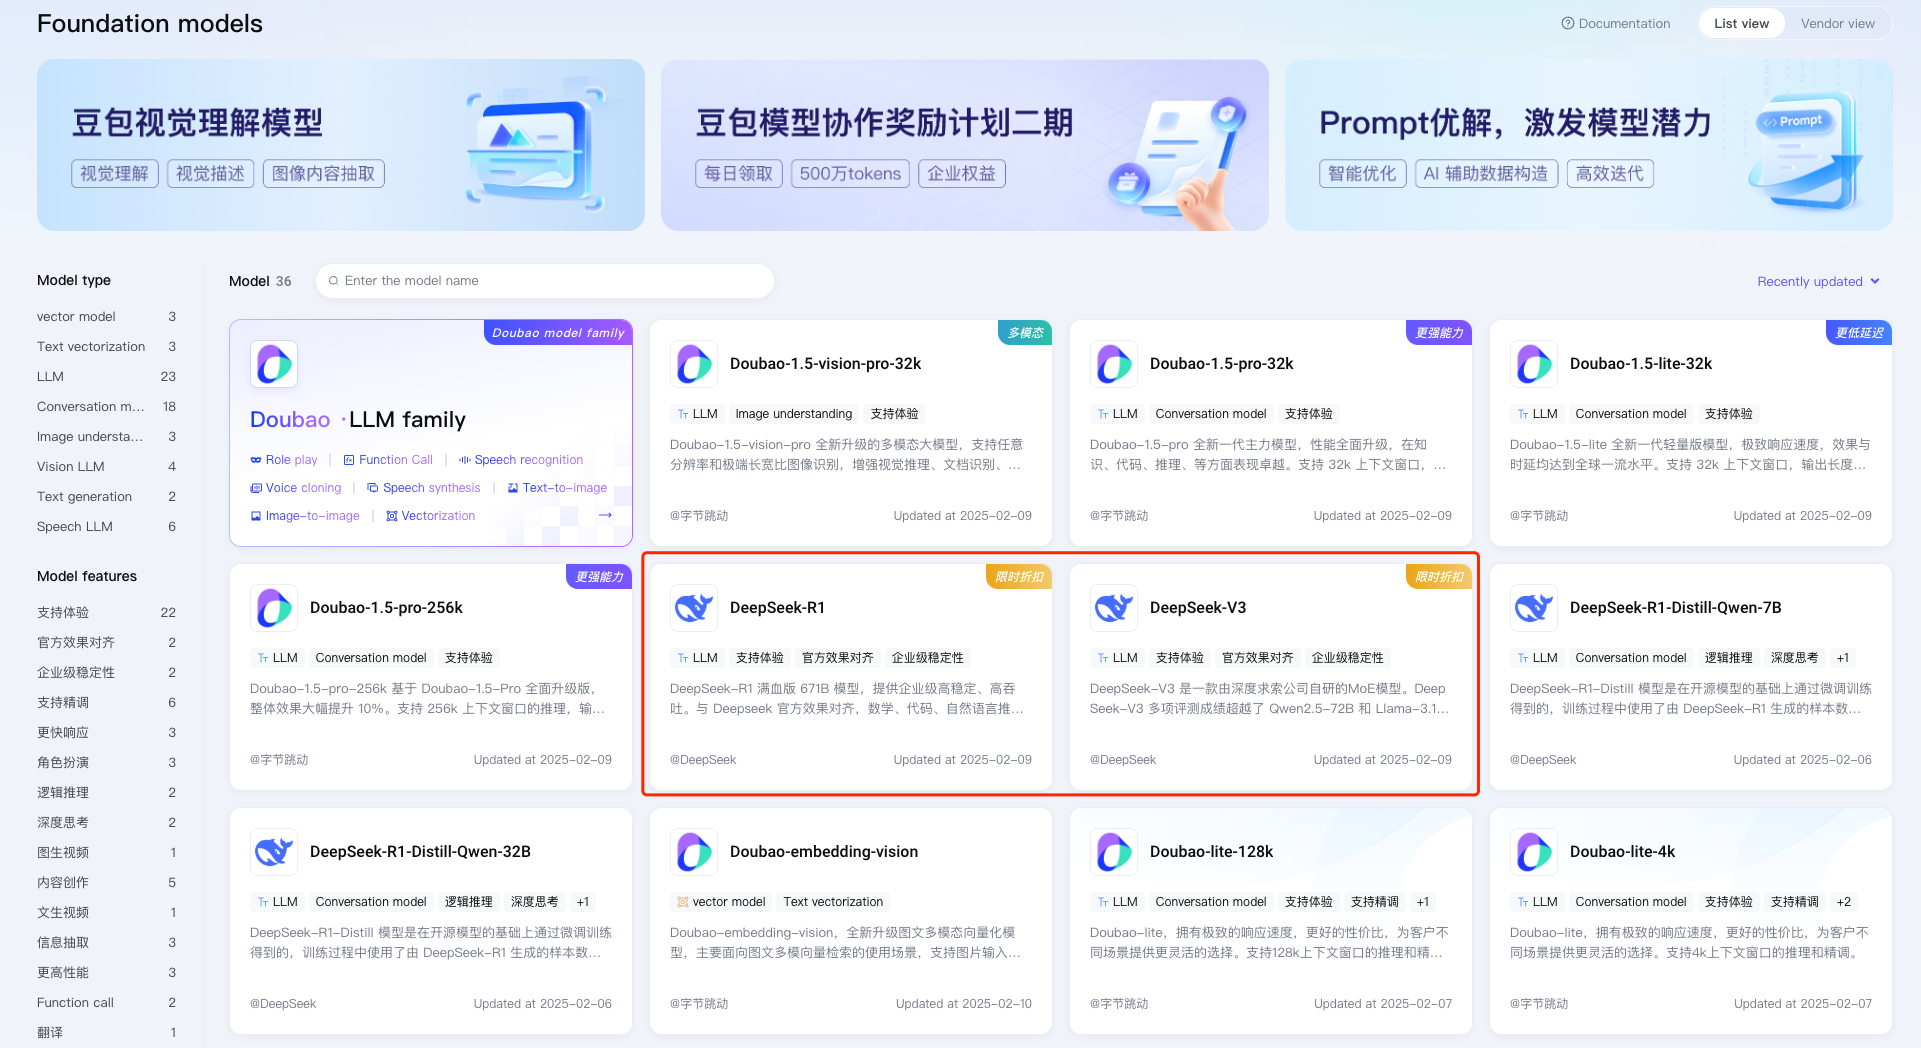 Foundation models
Documentation
List view
Vendor view
豆包视觉理解模型
视觉理解
视觉描述
图像内容抽取
豆包模型协作奖励计划二期
每日领取
500万tokens
企业权益
Prompt优解，激发模型潜力
智能优化
AI 辅助数据构造
高效迭代
Prompt
Model type
vector model 3
Text vectorization 3
LLM 23
Conversation m... 18
Image understa... 3
Vision LLM 4
Text generation 2
Speech LLM 6
Model features
支持体验 22
官方效果对齐 2
企业级稳定性 2
支持精调 6
更快响应 3
角色扮演 3
逻辑推理 2
深度思考 2
图生视频 1
内容创作 5
文生视频 1
信息抽取 3
更高性能 3
Function call 2
翻译 1
Model 36
Enter the model name
Recently updated
Doubao model family
Doubao ·LLM family
Role play | Function Call | Speech recognition
Voice cloning | Speech synthesis | Text-to-image
Image-to-image | Vectorization →
多模态
Doubao-1.5-vision-pro-32k
LLM Image understanding 支持体验
Doubao-1.5-vision-pro 全新升级的多模态大模型，支持任意
分辨率和极端长宽比图像识别，增强视觉推理、文档识别、...
@字节跳动 Updated at 2025-02-09
更强能力
Doubao-1.5-pro-32k
LLM Conversation model 支持体验
Doubao-1.5-pro 全新一代主力模型，性能全面升级，在知
识、代码、推理、等方面表现卓越。支持 32k 上下文窗口，...
@字节跳动 Updated at 2025-02-09
更低延迟
Doubao-1.5-lite-32k
LLM Conversation model 支持体验
Doubao-1.5-lite 全新一代轻量版模型，极致响应速度，效果与
时延均达到全球一流水平。支持 32k 上下文窗口，输出长度...
@字节跳动 Updated at 2025-02-09
更强能力
Doubao-1.5-pro-256k
LLM Conversation model 支持体验
Doubao-1.5-pro-256k 基于 Doubao-1.5-Pro 全面升级版，
整体效果大幅提升 10%。支持 256k 上下文窗口的推理，输...
@字节跳动 Updated at 2025-02-09
限时折扣
DeepSeek-R1
LLM 支持体验 官方效果对齐 企业级稳定性
DeepSeek-R1 满血版 671B 模型，提供企业级高稳定、高吞
吐。与 Deepseek 官方效果对齐，数学、代码、自然语言推...
@DeepSeek Updated at 2025-02-09
限时折扣
DeepSeek-V3
LLM 支持体验 官方效果对齐 企业级稳定性
DeepSeek-V3 是一款由深度求索公司自研的MoE模型。Deep
Seek-V3 多项评测成绩超越了 Qwen2.5-72B 和 Llama-3.1...
@DeepSeek Updated at 2025-02-09
DeepSeek-R1-Distill-Qwen-7B
LLM Conversation model 逻辑推理 深度思考 +1
DeepSeek-R1-Distill 模型是在开源模型的基础上通过微调训练
得到的，训练过程中使用了由 DeepSeek-R1 生成的样本数...
@DeepSeek Updated at 2025-02-06
DeepSeek-R1-Distill-Qwen-32B
LLM Conversation model 逻辑推理 深度思考 +1
DeepSeek-R1-Distill 模型是在开源模型的基础上通过微调训练
得到的，训练过程中使用了由 DeepSeek-R1 生成的样本数...
@DeepSeek Updated at 2025-02-06
Doubao-embedding-vision
vector model Text vectorization
Doubao-embedding-vision，全新升级图文多模态向量化模
型，主要面向图文多模向量检索的使用场景，支持图片输入...
@字节跳动 Updated at 2025-02-10
Doubao-lite-128k
LLM Conversation model 支持体验 支持精调 +1
Doubao-lite，拥有极致的响应速度，更好的性价比，为客户不
同场景提供更灵活的选择。支持128k上下文窗口的推理和精...
@字节跳动 Updated at 2025-02-07
Doubao-lite-4k
LLM Conversation model 支持体验 支持精调 +2
Doubao-lite，拥有极致的响应速度，更好的性价比，为客户不
同场景提供更灵活的选择。支持4k上下文窗口的推理和精调。
@字节跳动 Updated at 2025-02-07